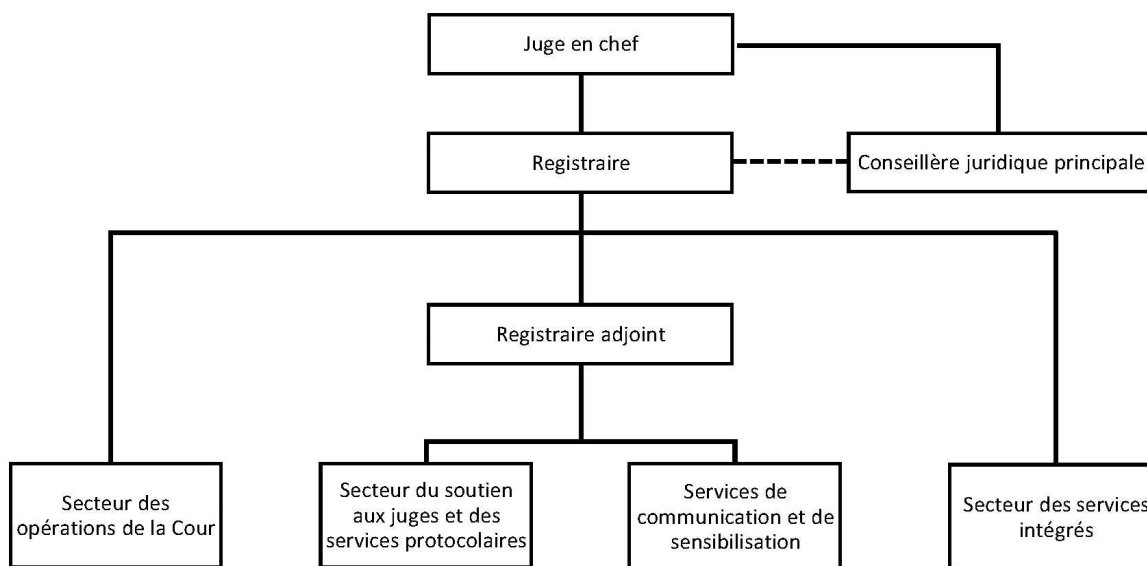 Juge en chef
Registraire
Conseillère juridique principale
Registraire adjoint
Secteur des
opérations de la Cour
Secteur du soutien
aux juges et des
services protocolaires
Services de
communication et de
sensibilisation
Secteur des services
intégrés